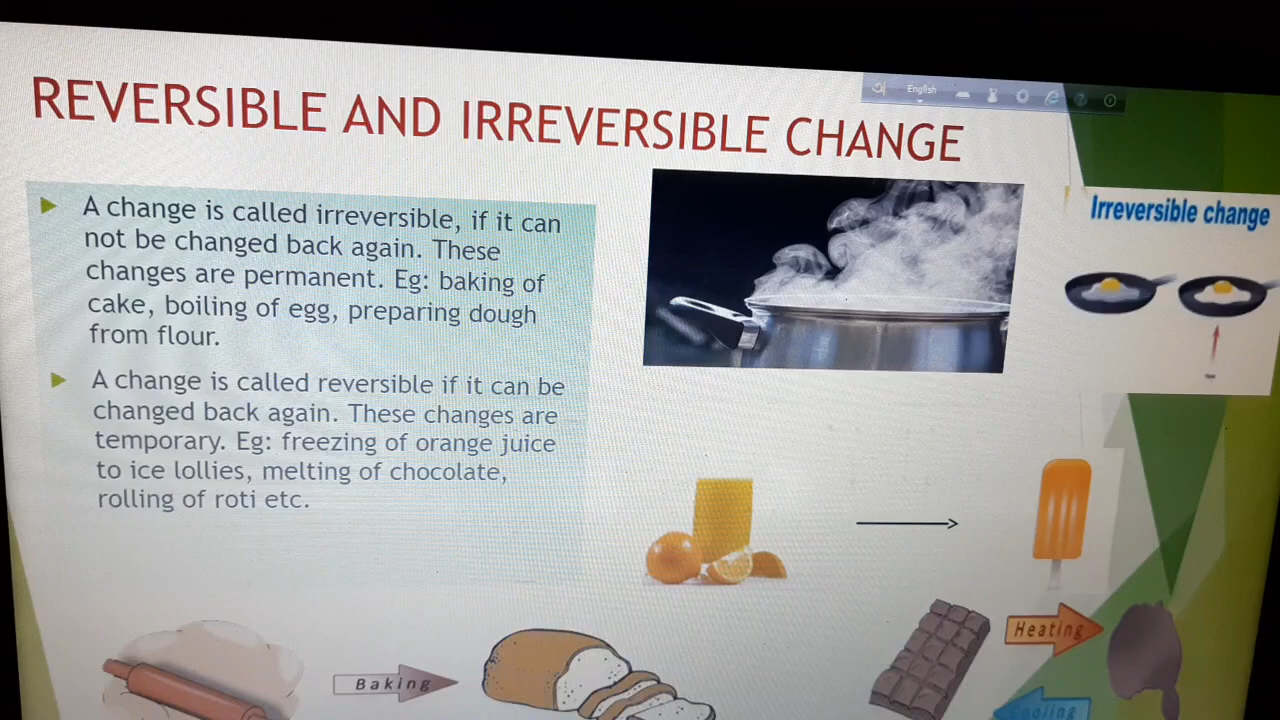 English
REVERSIBLE AND IRREVERSIBLE CHANGE
A change is called irreversible, if it can
not be changed back again. These
changes are permanent. Eg: baking of
cake, boiling of egg, preparing dough
from flour.
A change is called reversible if it can be
changed back again. These changes are
temporary. Eg: freezing of orange juice
to ice lollies, melting of chocolate,
rolling of roti etc.
Irreversible change
Baking
Heating
Cooling